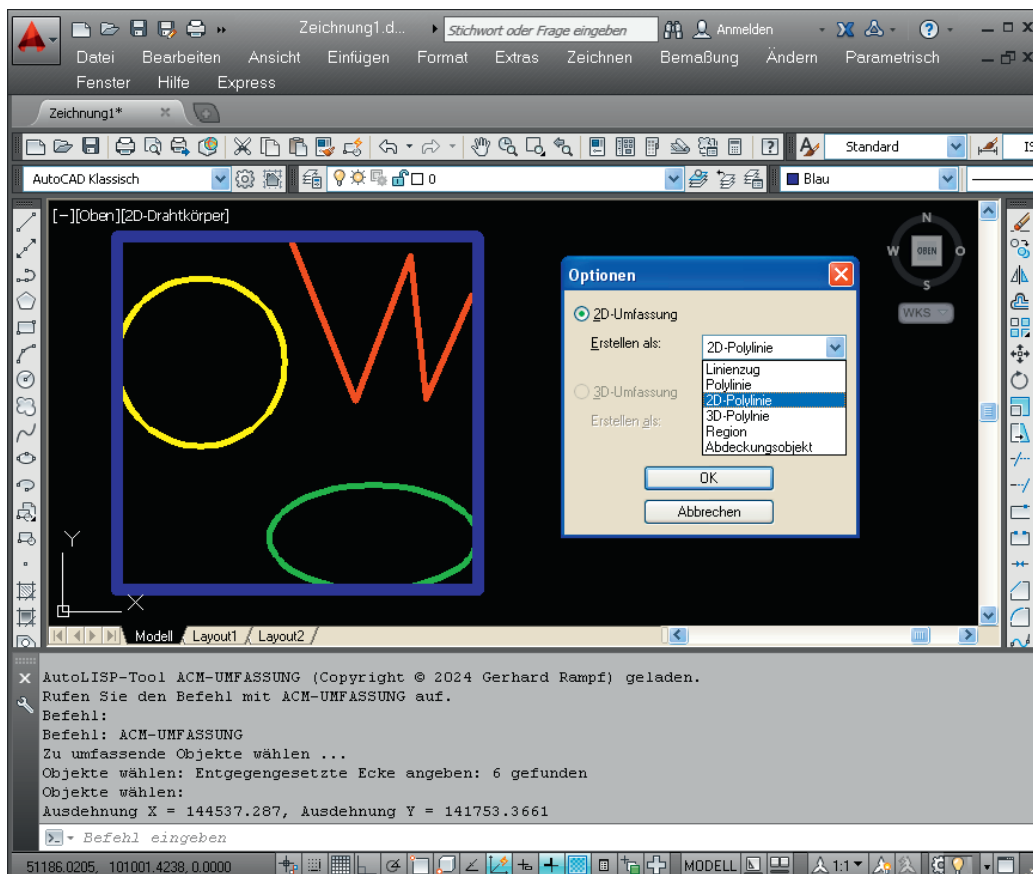 Zeichnung1.d...
Stichwort oder Frage eingeben
Anmelden
Datei Bearbeiten Ansicht Einfügen Format Extras Zeichnen Bemaßung Ändern Parametrisch
Fenster Hilfe Express
Zeichnung1*
Standard
AutoCAD Klassisch
0
Blau
[–][Oben][2D-Drahtkörper]
N
W OBEN O
S
WKS
Optionen
2D-Umfassung
Erstellen als: 2D-Polylinie
Linienzug
Polylinie
2D-Polylinie
3D-Polylnie
Region
Abdeckungsobjekt
3D-Umfassung
Erstellen als:
OK
Abbrechen
Y
X
Modell Layout1 Layout2
AutoLISP-Tool ACM-UMFASSUNG (Copyright © 2024 Gerhard Rampf) geladen.
Rufen Sie den Befehl mit ACM-UMFASSUNG auf.
Befehl:
Befehl: ACM-UMFASSUNG
Zu umfassende Objekte wählen ...
Objekte wählen: Entgegengesetzte Ecke angeben: 6 gefunden
Objekte wählen:
Ausdehnung X = 144537.287, Ausdehnung Y = 141753.3661
Befehl eingeben
51186.0205, 101001.4238, 0.0000
MODELL
1:1